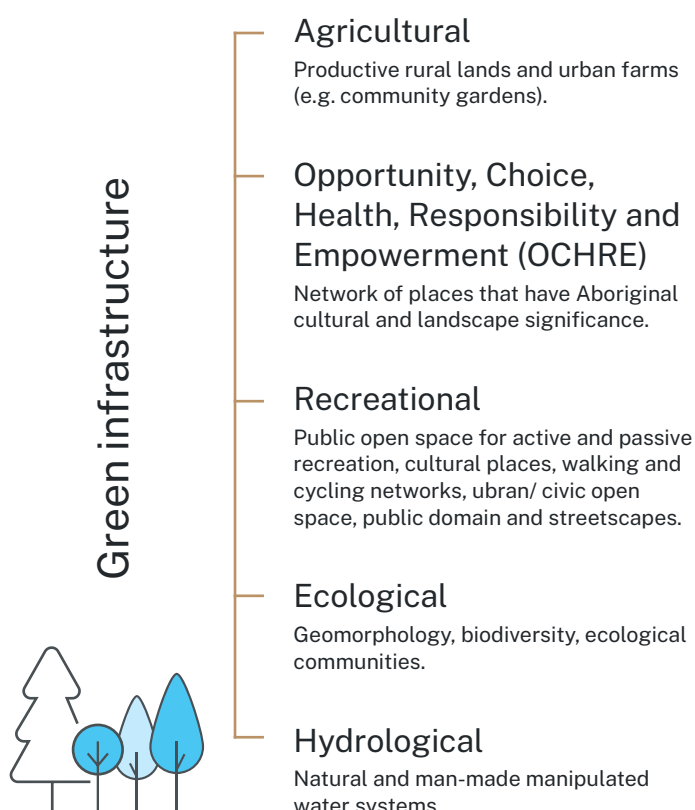 Green infrastructure
Agricultural
Productive rural lands and urban farms
(e.g. community gardens).
Opportunity, Choice,
Health, Responsibility and
Empowerment (OCHRE)
Network of places that have Aboriginal
cultural and landscape significance.
Recreational
Public open space for active and passive
recreation, cultural places, walking and
cycling networks, ubran/ civic open
space, public domain and streetscapes.
Ecological
Geomorphology, biodiversity, ecological
communities.
Hydrological
Natural and man-made manipulated
water systems